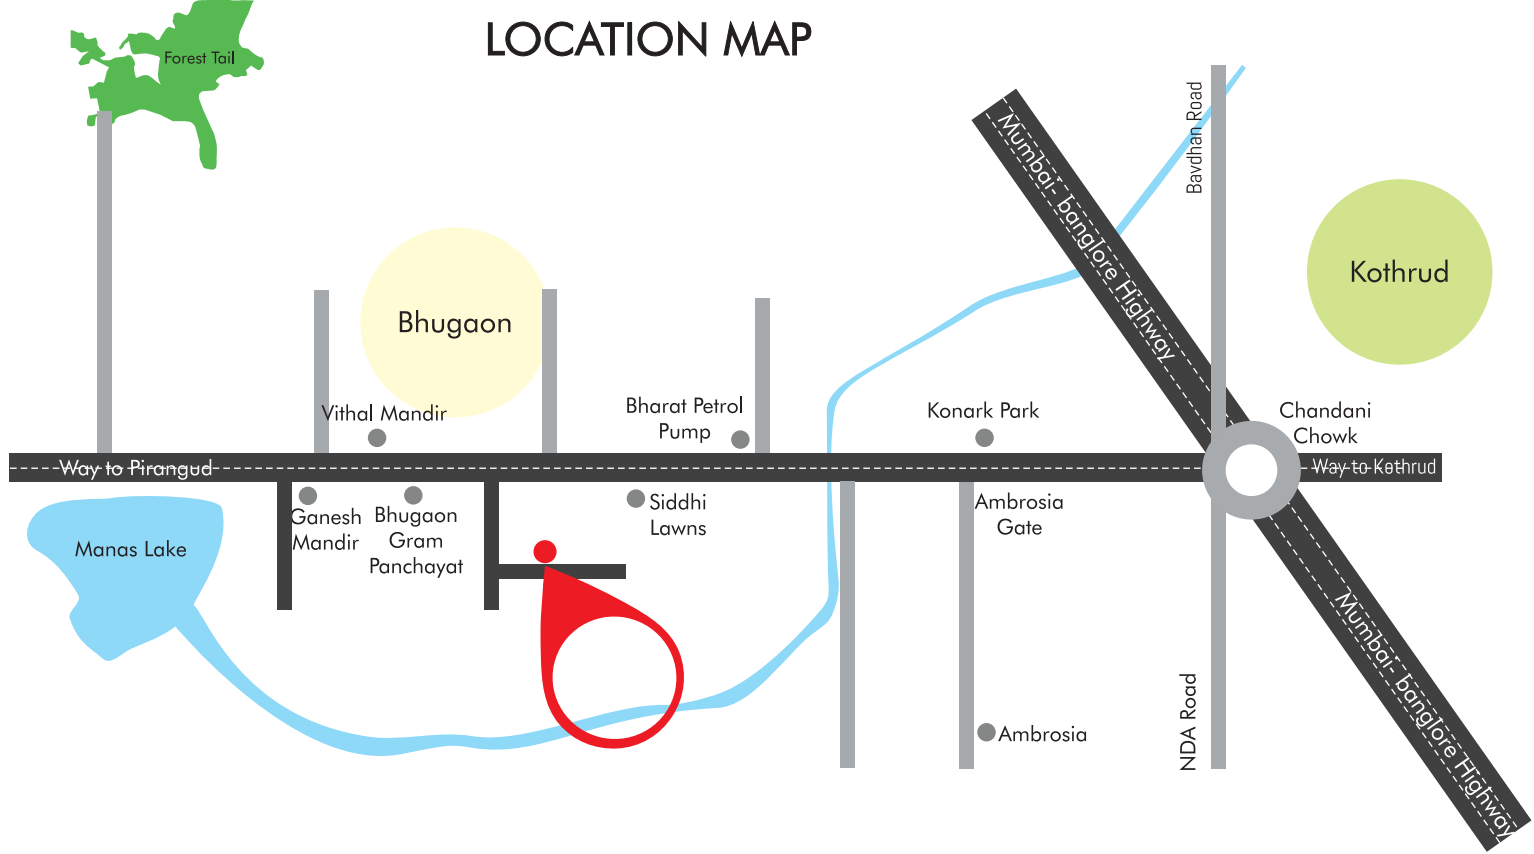 LOCATION MAP
Forest Tail
Bavdhan Road
Mumbai- banglore Highway
Kothrud
Bhugaon
Vithal Mandir
Bharat Petrol
Pump
Konark Park
Chandani
Chowk
Way to Pirangud
Way to Kothrud
Ganesh
Mandir
Bhugaon
Gram
Panchayat
Siddhi
Lawns
Ambrosia
Gate
Manas Lake
Mumbai- banglore Highway
NDA Road
Ambrosia